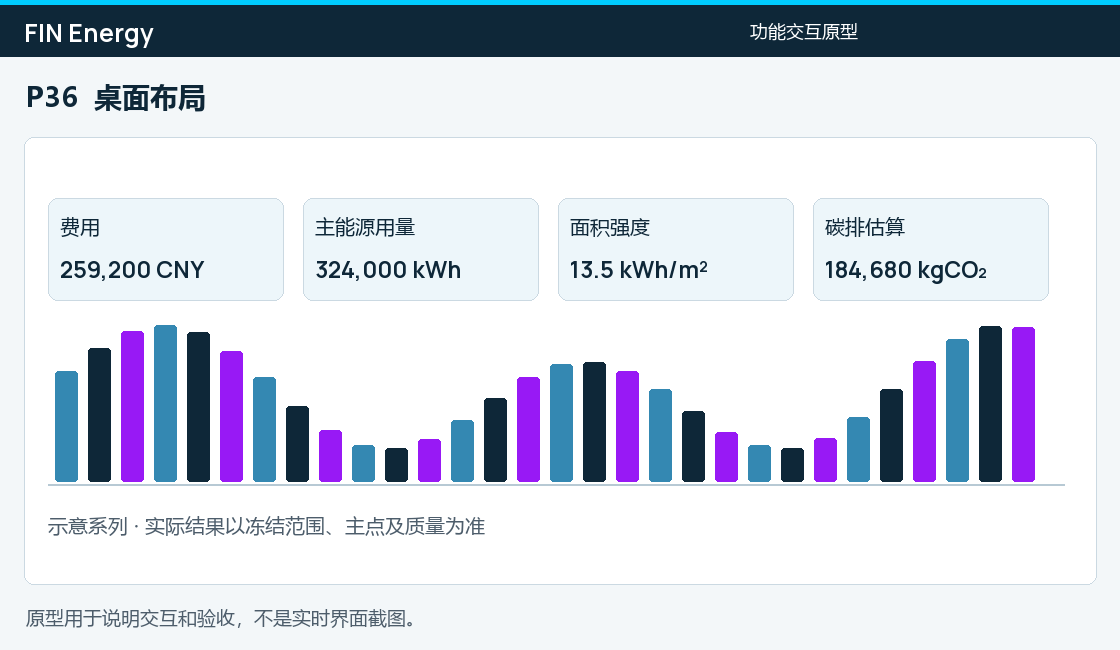 FIN Energy
功能交互原型
P36 桌面布局
费用
259,200 CNY
主能源用量
324,000 kWh
面积强度
13.5 kWh/m²
碳排估算
184,680 kgCO₂
示意系列 · 实际结果以冻结范围、主点及质量为准
原型用于说明交互和验收，不是实时界面截图。